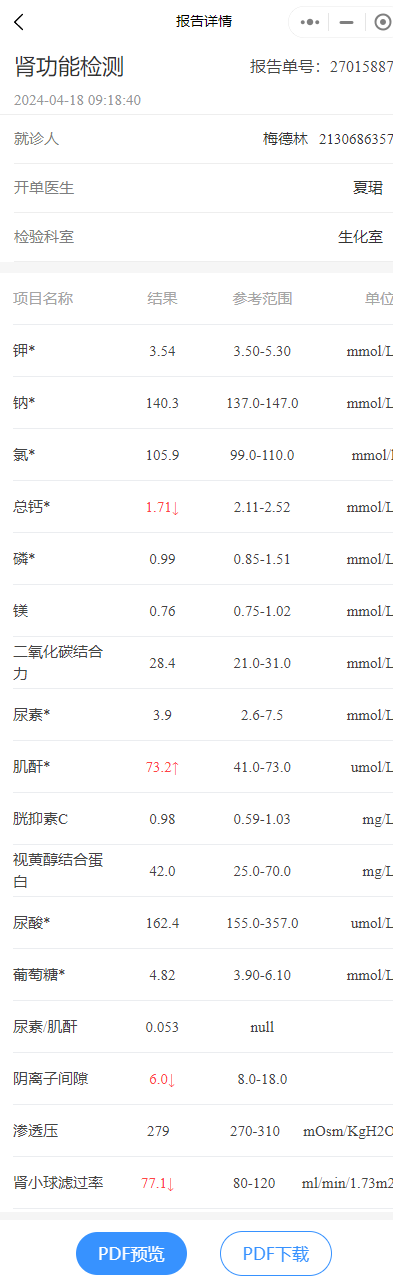 报告详情
肾功能检测 报告单号：27015887
2024-04-18 09:18:40
就诊人 梅德林 2130686357
开单医生 夏珺
检验科室 生化室
项目名称 结果 参考范围 单位
钾* 3.54 3.50-5.30 mmol/L
钠* 140.3 137.0-147.0 mmol/L
氯* 105.9 99.0-110.0 mmol/l
总钙* 1.71↓ 2.11-2.52 mmol/L
磷* 0.99 0.85-1.51 mmol/L
镁 0.76 0.75-1.02 mmol/L
二氧化碳结合
力 28.4 21.0-31.0 mmol/L
尿素* 3.9 2.6-7.5 mmol/L
肌酐* 73.2↑ 41.0-73.0 umol/L
胱抑素C 0.98 0.59-1.03 mg/L
视黄醇结合蛋
白 42.0 25.0-70.0 mg/L
尿酸* 162.4 155.0-357.0 umol/L
葡萄糖* 4.82 3.90-6.10 mmol/L
尿素/肌酐 0.053 null
阴离子间隙 6.0↓ 8.0-18.0
渗透压 279 270-310 mOsm/KgH2O
肾小球滤过率 77.1↓ 80-120 ml/min/1.73m2
PDF预览 PDF下载